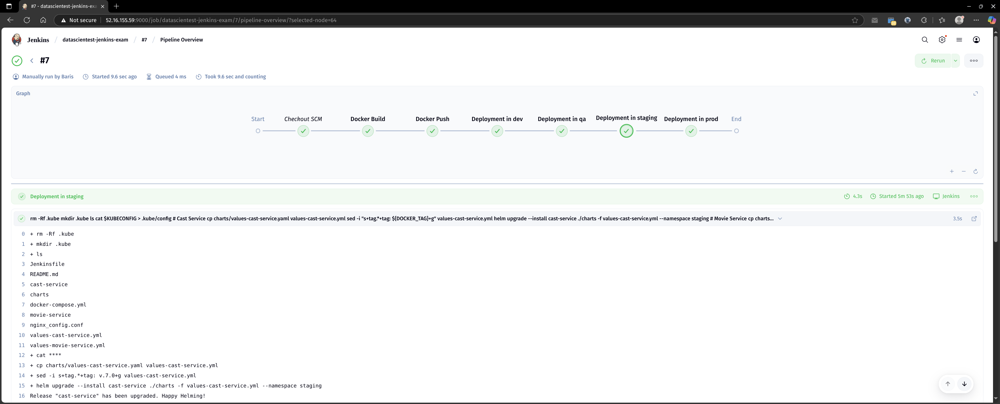 #7 - datascientest-jenkins-exa
Not secure 52.16.155.59:9000/job/datascientest-jenkins-exam/7/pipeline-overview/?selected-node=64
Jenkins / datascientest-jenkins-exam / #7 / Pipeline Overview
#7
Rerun
Manually run by Baris Started 9.6 sec ago Queued 4 ms Took 9.6 sec and counting
Graph
Start Checkout SCM Docker Build Docker Push Deployment in dev Deployment in qa Deployment in staging Deployment in prod End
Deployment in staging 4.3s Started 5m 53s ago Jenkins
rm -Rf .kube mkdir .kube ls cat $KUBECONFIG > .kube/config # Cast Service cp charts/values-cast-service.yaml values-cast-service.yml sed -i "s+tag.*+tag: ${DOCKER_TAG}+g" values-cast-service.yml helm upgrade --install cast-service ./charts -f values-cast-service.yml --namespace staging # Movie Service cp charts... 3.5s
0 + rm -Rf .kube
1 + mkdir .kube
2 + ls
3 Jenkinsfile
4 README.md
5 cast-service
6 charts
7 docker-compose.yml
8 movie-service
9 nginx_config.conf
10 values-cast-service.yml
11 values-movie-service.yml
12 + cat ****
13 + cp charts/values-cast-service.yaml values-cast-service.yml
14 + sed -i s+tag.*+tag: v.7.0+g values-cast-service.yml
15 + helm upgrade --install cast-service ./charts -f values-cast-service.yml --namespace staging
16 Release "cast-service" has been upgraded. Happy Helming!